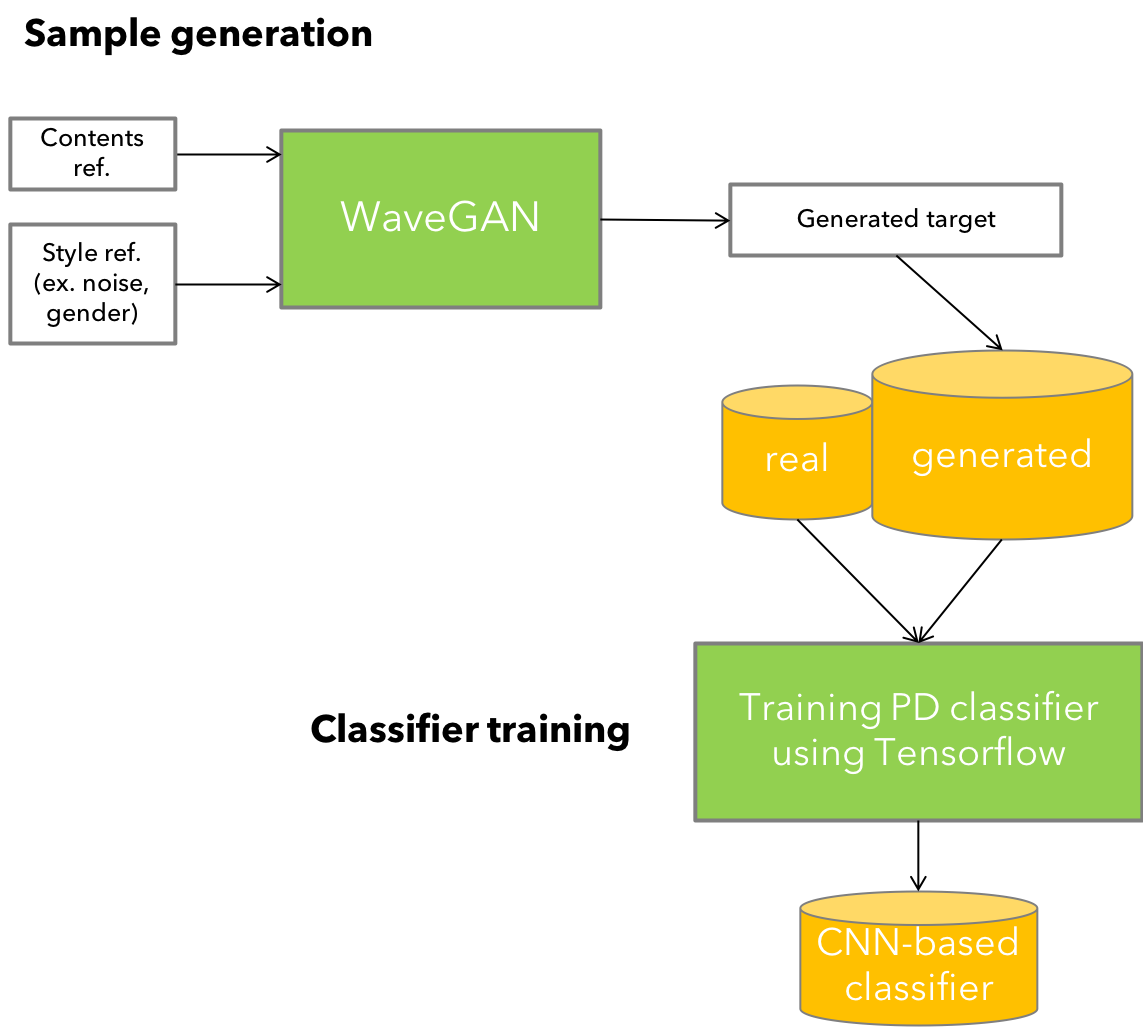 Sample generation
Contents
ref.
Style ref.
(ex. noise,
gender)
WaveGAN
Generated target
real
generated
Classifier training
Training PD classifier
using Tensorflow
CNN-based
classifier